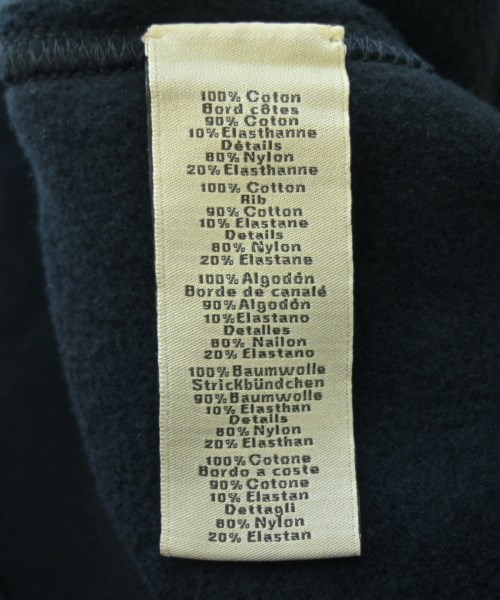 100% Coton
Bord côtes
90% Coton
10% Elasthanne
Détails
80% Nylon
20% Elasthanne
100% Cotton
Rib
90% Cotton
10% Elastane
Details
80% Nylon
20% Elastane
100% Algodón
Borde de canalé
90% Algodón
10% Elastano
Detalles
80% Nailon
20% Elastano
100% Baumwolle
Strickbündchen
90% Baumwolle
10% Elasthan
Details
80% Nylon
20% Elasthan
100% Cotone
Bordo a coste
90% Cotone
10% Elastan
Dettagli
80% Nylon
20% Elastan